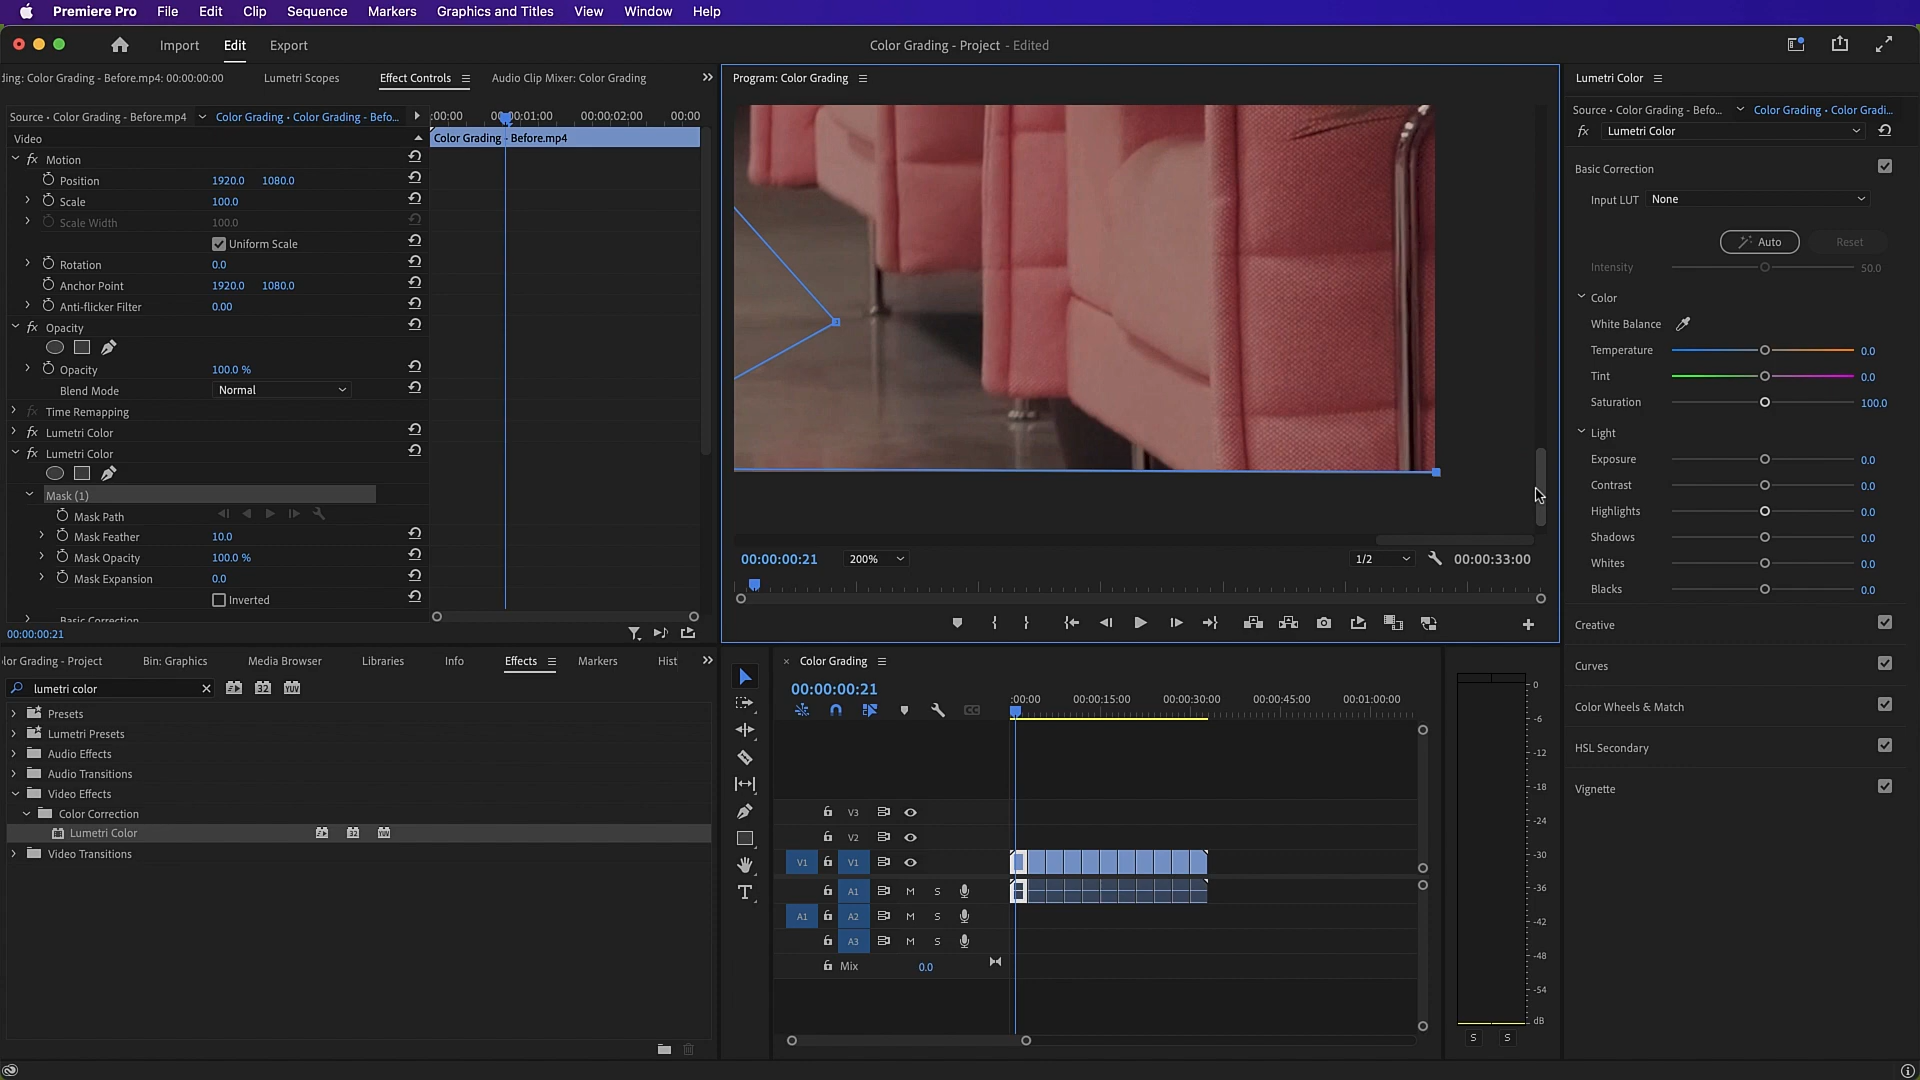 Premiere Pro File Edit Clip Sequence Markers Graphics and Titles View Window Help
Import Edit Export
Color Grading - Project - Edited
ding: Color Grading - Before.mp4: 00:00:00:00 Lumetri Scopes Effect Controls Audio Clip Mixer: Color Grading
Source • Color Grading - Before.mp4 Color Grading • Color Grading - Befo...
:00:00 00:00:01:00 00:00:02:00 00:00
Video
Color Grading - Before.mp4
fx Motion
Position 1920.0 1080.0
Scale 100.0
Scale Width 100.0
Uniform Scale
Rotation 0.0
Anchor Point 1920.0 1080.0
Anti-flicker Filter 0.00
fx Opacity
Opacity 100.0 %
Blend Mode Normal
fx Time Remapping
fx Lumetri Color
fx Lumetri Color
Mask (1)
Mask Path
Mask Feather 10.0
Mask Opacity 100.0 %
Mask Expansion 0.0
Inverted
Basic Correction
00:00:00:21
Program: Color Grading
00:00:00:21 200% 1/2 00:00:33:00
Lumetri Color
Source • Color Grading - Befo... Color Grading • Color Gradi...
fx Lumetri Color
Basic Correction
Input LUT None
Auto Reset
Intensity 50.0
Color
White Balance
Temperature 0.0
Tint 0.0
Saturation 100.0
Light
Exposure 0.0
Contrast 0.0
Highlights 0.0
Shadows 0.0
Whites 0.0
Blacks 0.0
Creative
Curves
Color Wheels & Match
HSL Secondary
Vignette
lor Grading - Project Bin: Graphics Media Browser Libraries Info Effects Markers Hist
lumetri color 32 YUV
Presets
Lumetri Presets
Audio Effects
Audio Transitions
Video Effects
Color Correction
Lumetri Color 32 YUV
Video Transitions
Color Grading
00:00:00:21
:00:00 00:00:15:00 00:00:30:00 00:00:45:00 00:01:00:00
CC
V3
V2
V1 V1
A1 M S
A1 A2 M S
A3 M S
Mix 0.0
T
0
-6
-12
-18
-24
-30
-36
-42
-48
-54
dB
S S